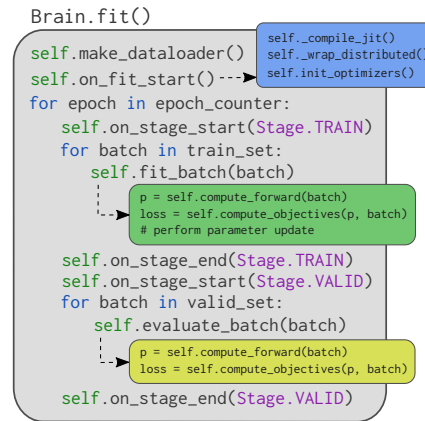 Brain.fit()
self.make_dataloader()
self.on_fit_start()
self._compile_jit()
self._wrap_distributed()
self.init_optimizers()
for epoch in epoch_counter:
self.on_stage_start(Stage.TRAIN)
for batch in train_set:
self.fit_batch(batch)
p = self.compute_forward(batch)
loss = self.compute_objectives(p, batch)
# perform parameter update
self.on_stage_end(Stage.TRAIN)
self.on_stage_start(Stage.VALID)
for batch in valid_set:
self.evaluate_batch(batch)
p = self.compute_forward(batch)
loss = self.compute_objectives(p, batch)
self.on_stage_end(Stage.VALID)